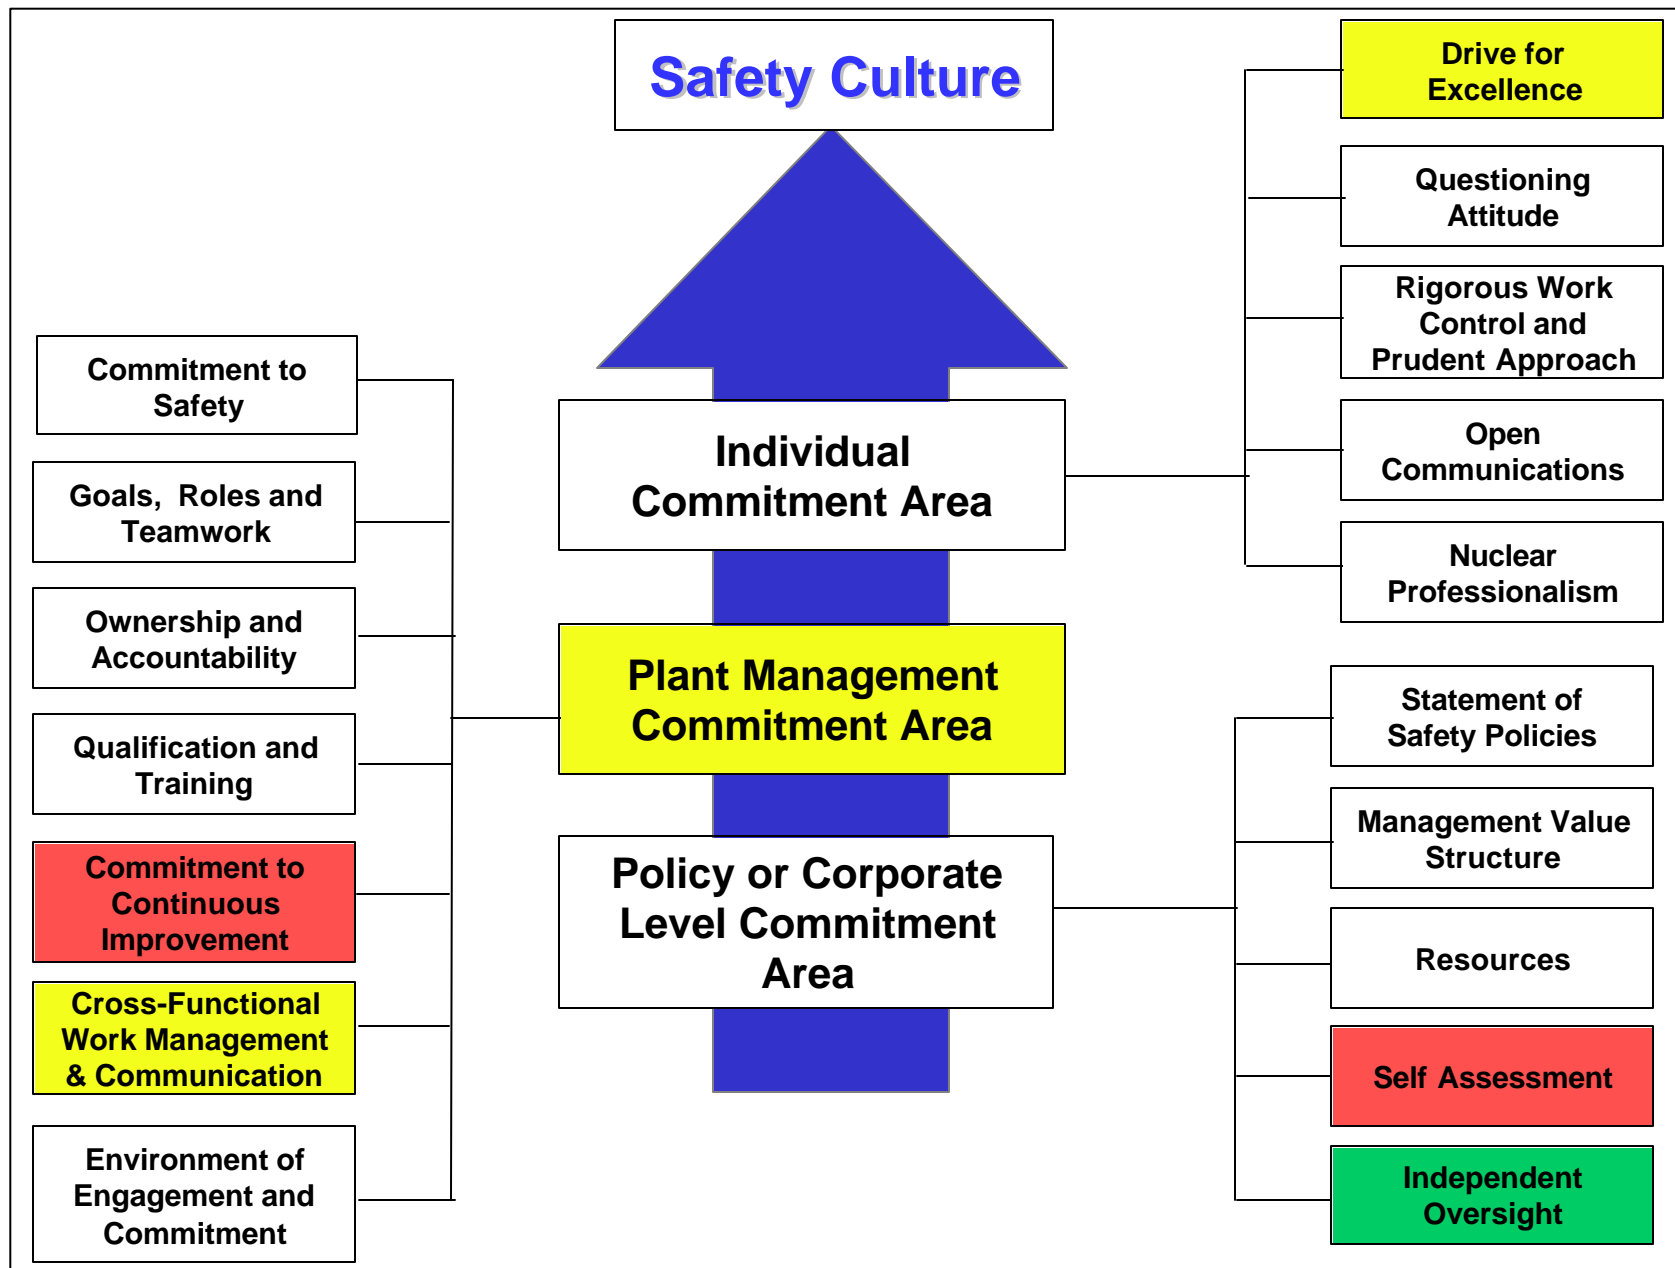 Safety Culture
Drive for
Excellence
Questioning
Attitude
Rigorous Work
Control and
Prudent Approach
Open
Communications
Nuclear
Professionalism
Individual
Commitment Area
Commitment to
Safety
Goals, Roles and
Teamwork
Ownership and
Accountability
Qualification and
Training
Commitment to
Continuous
Improvement
Cross-Functional
Work Management
& Communication
Environment of
Engagement and
Commitment
Plant Management
Commitment Area
Policy or Corporate
Level Commitment
Area
Statement of
Safety Policies
Management Value
Structure
Resources
Self Assessment
Independent
Oversight